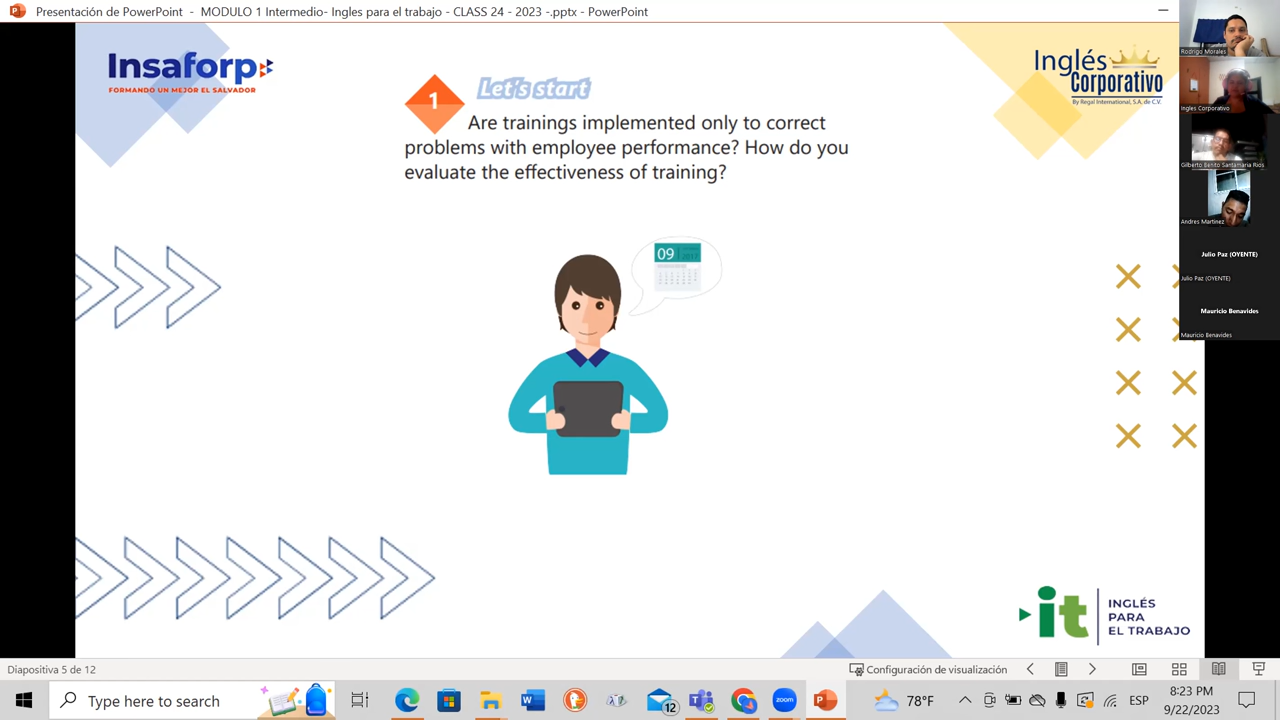 Presentación de PowerPoint - MODULO 1 Intermedio- Ingles para el trabajo - CLASS 24 - 2023 -.pptx - PowerPoint
Insaforp
FORMANDO UN MEJOR EL SALVADOR
1
Let's start
Are trainings implemented only to correct
problems with employee performance? How do you
evaluate the effectiveness of training?
09
2017
Inglés
Corporativo
By Regal International, S.A. de C.V.
Rodrigo Morales
Ingles Corporativo
Gilberto Benito Santamaria Rios
Andres Martinez
Julio Paz (OYENTE)
Julio Paz (OYENTE)
Mauricio Benavides
Mauricio Benavides
it
INGLÉS
PARA
EL TRABAJO
Diapositiva 5 de 12
Configuración de visualización
Type here to search
12
zoom
78°F
ESP
8:23 PM
9/22/2023